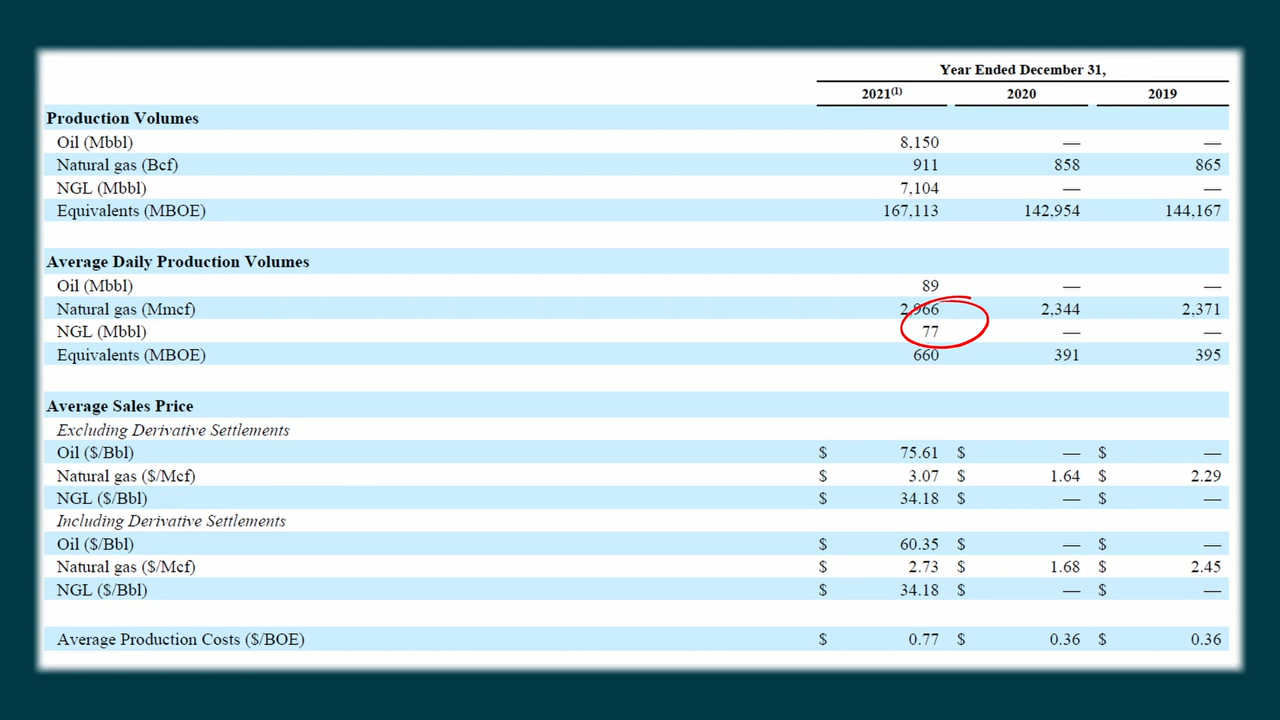 Year Ended December 31,
2021(1) 2020 2019
Production Volumes
Oil (Mbbl) 8,150 — —
Natural gas (Bcf) 911 858 865
NGL (Mbbl) 7,104 — —
Equivalents (MBOE) 167,113 142,954 144,167
Average Daily Production Volumes
Oil (Mbbl) 89 — —
Natural gas (Mmcf) 2,966 2,344 2,371
NGL (Mbbl) 77 — —
Equivalents (MBOE) 660 391 395
Average Sales Price
Excluding Derivative Settlements
Oil ($/Bbl) $ 75.61 $ — $ —
Natural gas ($/Mcf) $ 3.07 $ 1.64 $ 2.29
NGL ($/Bbl) $ 34.18 $ — $ —
Including Derivative Settlements
Oil ($/Bbl) $ 60.35 $ — $ —
Natural gas ($/Mcf) $ 2.73 $ 1.68 $ 2.45
NGL ($/Bbl) $ 34.18 $ — $ —
Average Production Costs ($/BOE) $ 0.77 $ 0.36 $ 0.36